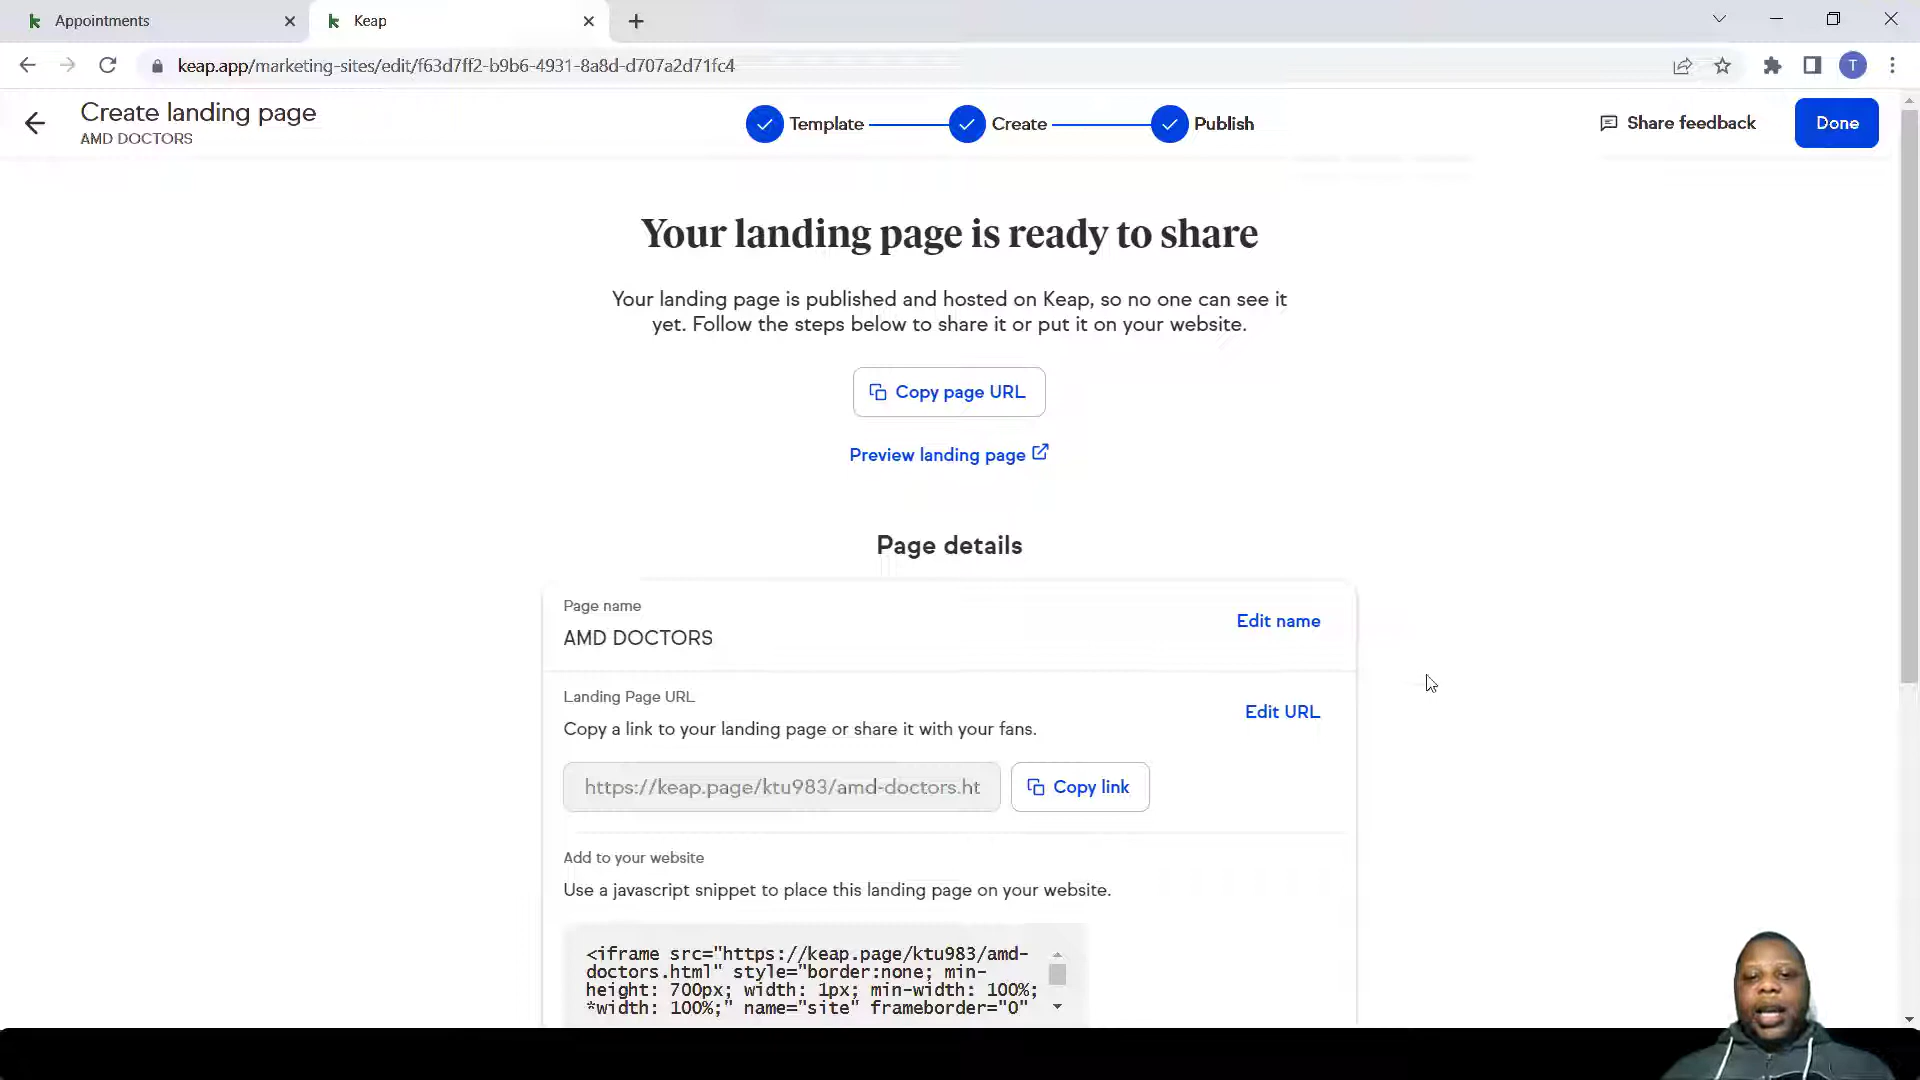 Appointments
Keap
keap.app/marketing-sites/edit/f63d7ff2-b9b6-4931-8a8d-d707a2d71fc4
T
Create landing page
AMD DOCTORS
Template
Create
Publish
Share feedback
Done
Your landing page is ready to share
Your landing page is published and hosted on Keap, so no one can see it
yet. Follow the steps below to share it or put it on your website.
Copy page URL
Preview landing page
Page details
Page name
AMD DOCTORS
Edit name
Landing Page URL
Copy a link to your landing page or share it with your fans.
Edit URL
https://keap.page/ktu983/amd-doctors.ht
Copy link
Add to your website
Use a javascript snippet to place this landing page on your website.
<iframe src="https://keap.page/ktu983/amd-
doctors.html" style="border:none; min-
height: 700px; width: 1px; min-width: 100%;
*width: 100%;" name="site" frameborder="0"